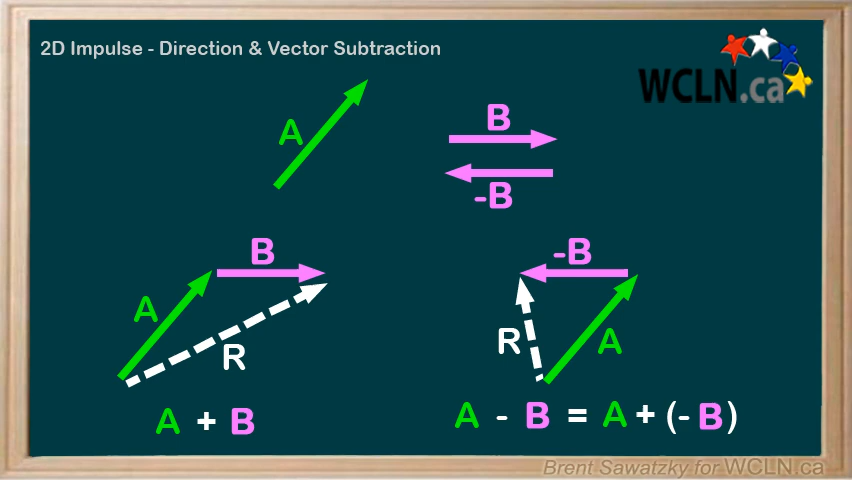 2D Impulse - Direction & Vector Subtraction
WCLN.ca
A
B
-B
B
A
R
A + B
-B
R
A
A - B = A + (- B)
Brent Sawatzky for WCLN.ca